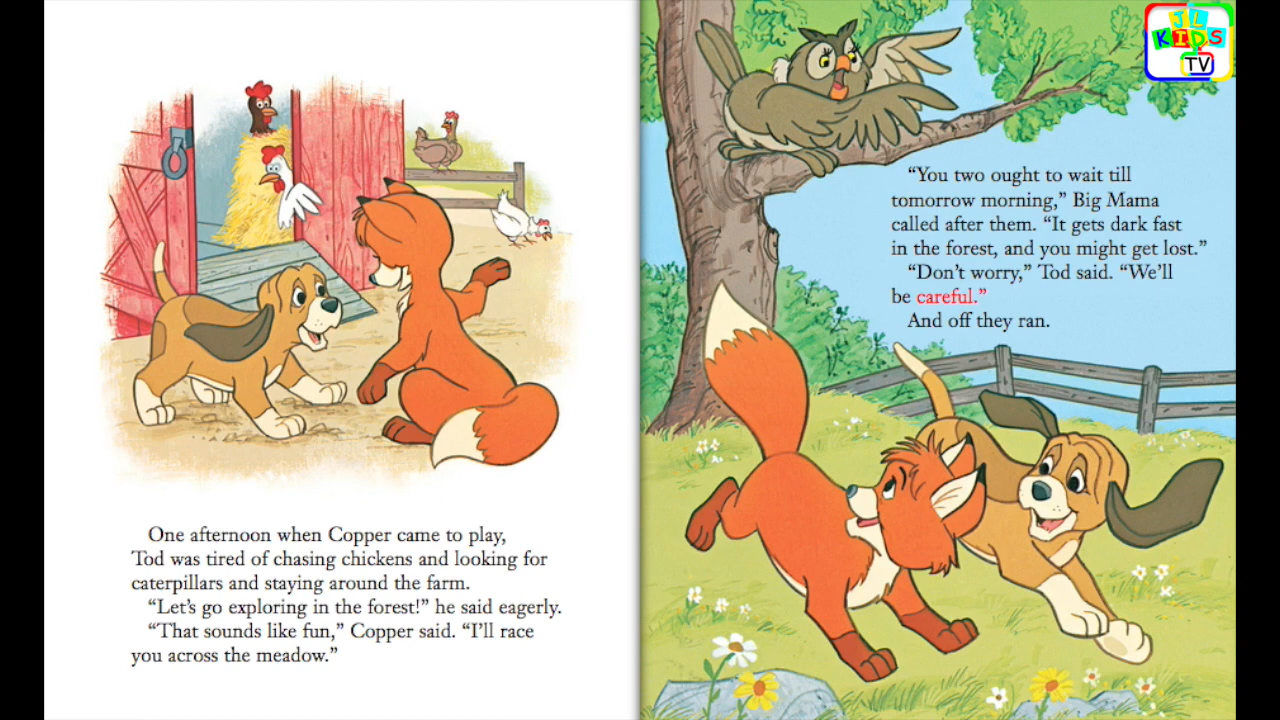 One afternoon when Copper came to play,
Tod was tired of chasing chickens and looking for
caterpillars and staying around the farm.
“Let’s go exploring in the forest!” he said eagerly.
“That sounds like fun,” Copper said. “I’ll race
you across the meadow.”
“You two ought to wait till
tomorrow morning,” Big Mama
called after them. “It gets dark fast
in the forest, and you might get lost.”
“Don’t worry,” Tod said. “We’ll
be careful.”
And off they ran.
JL
KIDS
TV